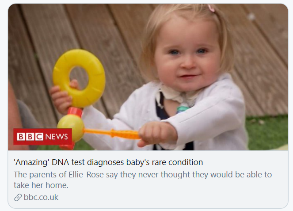 BBC NEWS
'Amazing' DNA test diagnoses baby's rare condition
The parents of Ellie-Rose say they never thought they would be able to
take her home.
bbc.co.uk